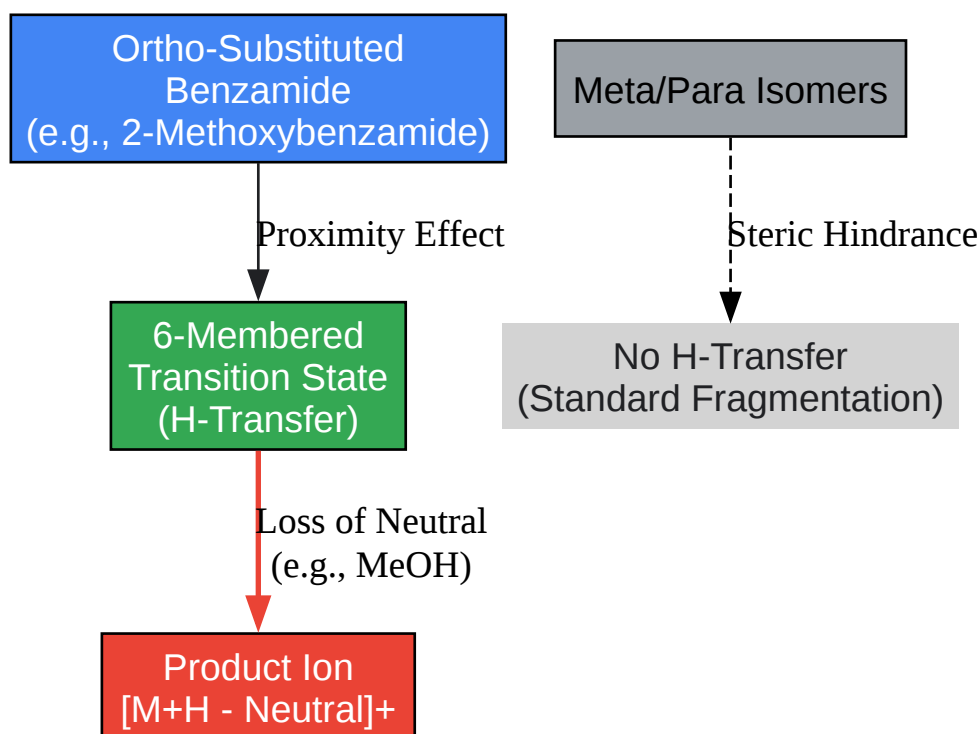 Ortho-Substituted
Benzamide
(e.g., 2-Methoxybenzamide)
Meta/Para Isomers
Proximity Effect
Steric Hindrance
6-Membered
Transition State
(H-Transfer)
No H-Transfer
(Standard Fragmentation)
Loss of Neutral
(e.g., MeOH)
Product Ion
[M+H - Neutral]+